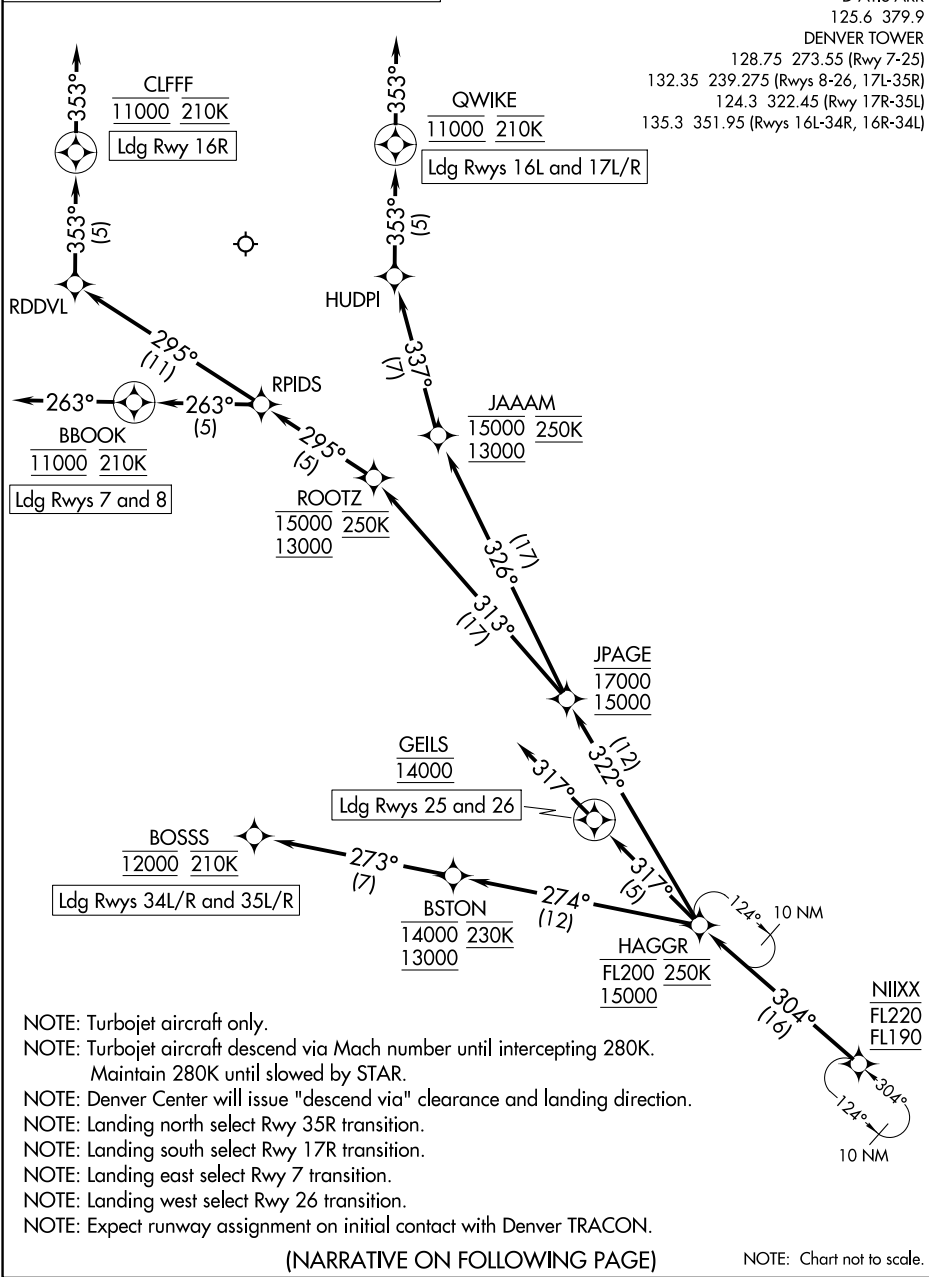 D-ATIS ARR
125.6 379.9
DENVER TOWER
128.75 273.55 (Rwy 7-25)
132.35 239.275 (Rwys 8-26, 17L-35R)
124.3 322.45 (Rwy 17R-35L)
135.3 351.95 (Rwys 16L-34R, 16R-34L)
353°
CLFFF
11000 210K
Ldg Rwy 16R
353°
(5)
RDDVL
353°
QWIKE
11000 210K
Ldg Rwys 16L and 17L/R
353°
(5)
HUDPI
295°
(11)
337°
(7)
RPIDS
263°
263°
(5)
BBOOK
11000 210K
Ldg Rwys 7 and 8
295°
(5)
JAAAM
15000 250K
13000
ROOTZ
15000 250K
13000
326°
(17)
313°
(17)
JPAGE
17000
15000
322°
(12)
GEILS
14000
317°
Ldg Rwys 25 and 26
317°
(5)
BOSSS
12000 210K
Ldg Rwys 34L/R and 35L/R
273°
(7)
BSTON
14000 230K
13000
274°
(12)
124°
10 NM
HAGGR
FL200 250K
15000
304°
(16)
NIIXX
FL220
FL190
304°
124°
10 NM
NOTE: Turbojet aircraft only.
NOTE: Turbojet aircraft descend via Mach number until intercepting 280K.
Maintain 280K until slowed by STAR.
NOTE: Denver Center will issue "descend via" clearance and landing direction.
NOTE: Landing north select Rwy 35R transition.
NOTE: Landing south select Rwy 17R transition.
NOTE: Landing east select Rwy 7 transition.
NOTE: Landing west select Rwy 26 transition.
NOTE: Expect runway assignment on initial contact with Denver TRACON.
(NARRATIVE ON FOLLOWING PAGE)
NOTE: Chart not to scale.